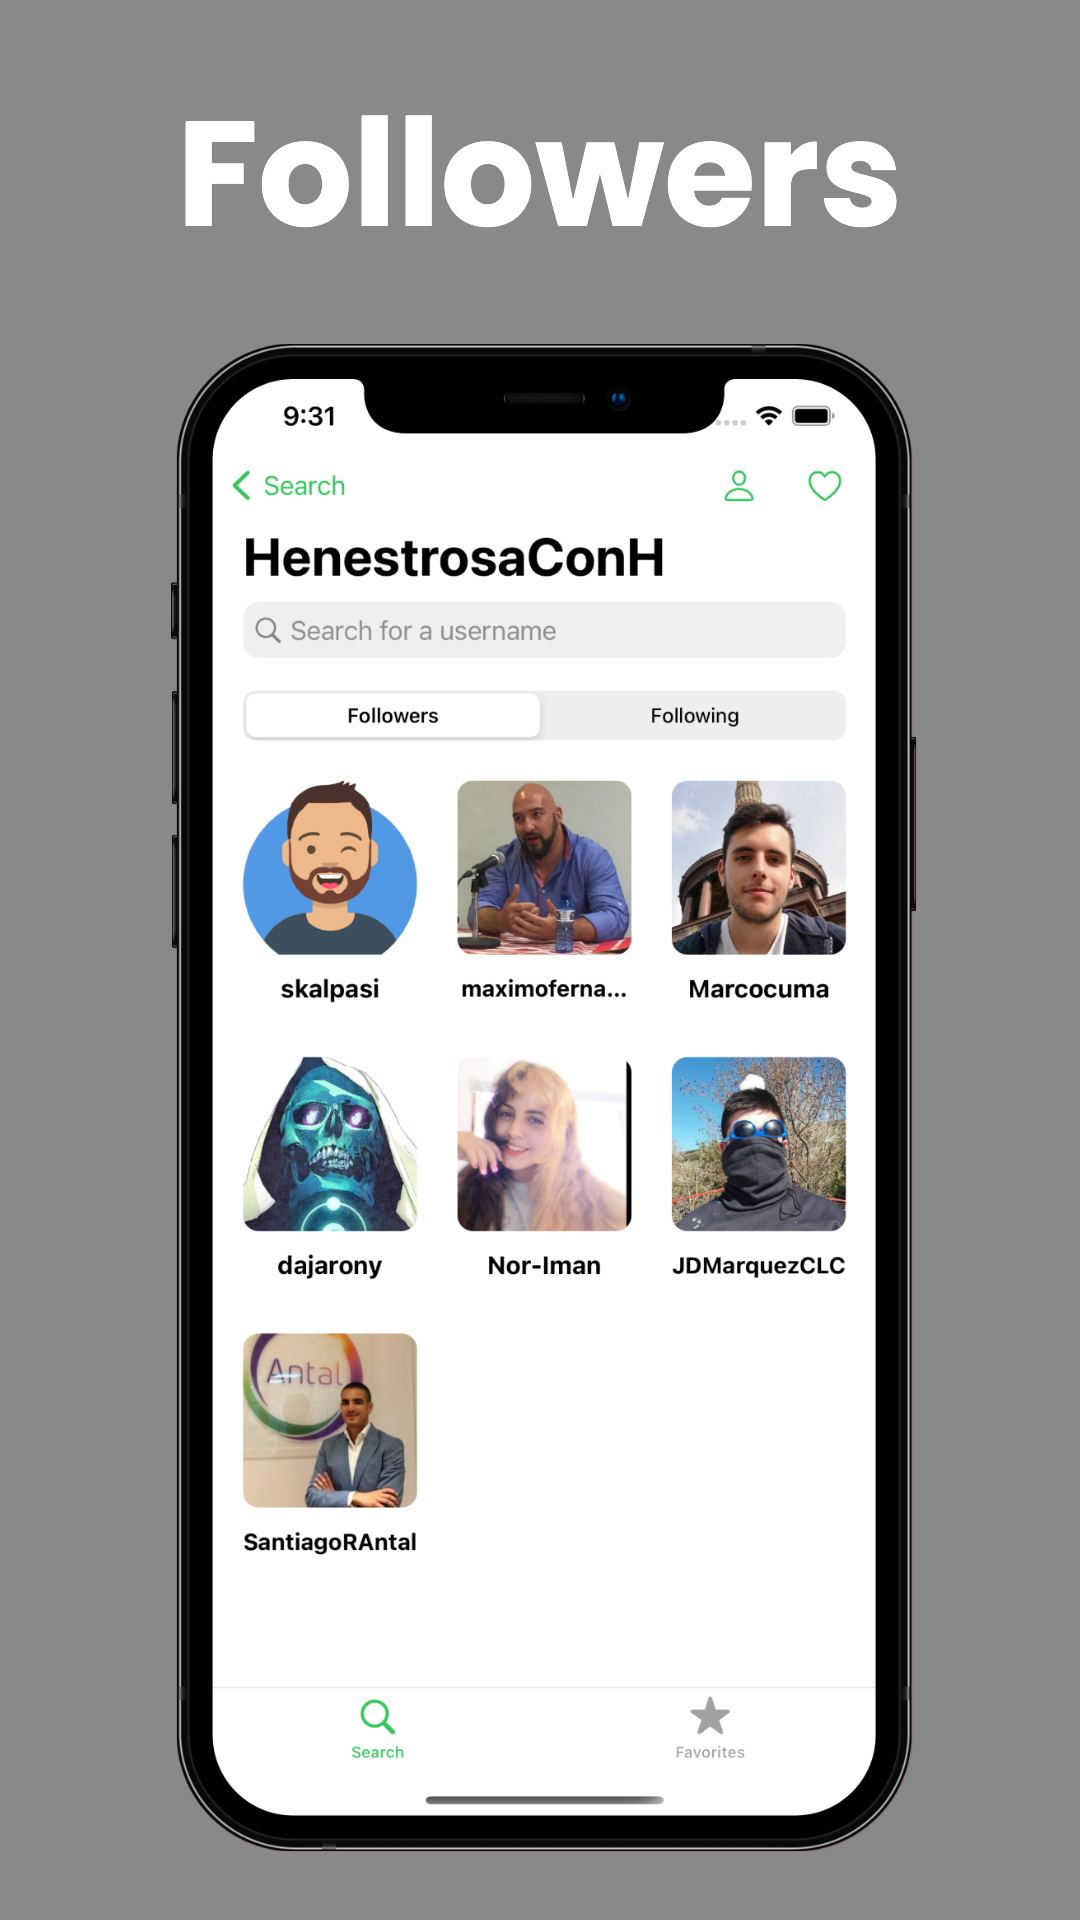 Followers
9:31
Search
HenestrosaConH
Search for a username
Followers Following
skalpasi maximoferna... Marcocuma
Antal
dajarony Nor-Iman JDMarquezCLC
SantiagoRAntal
Search Favorites